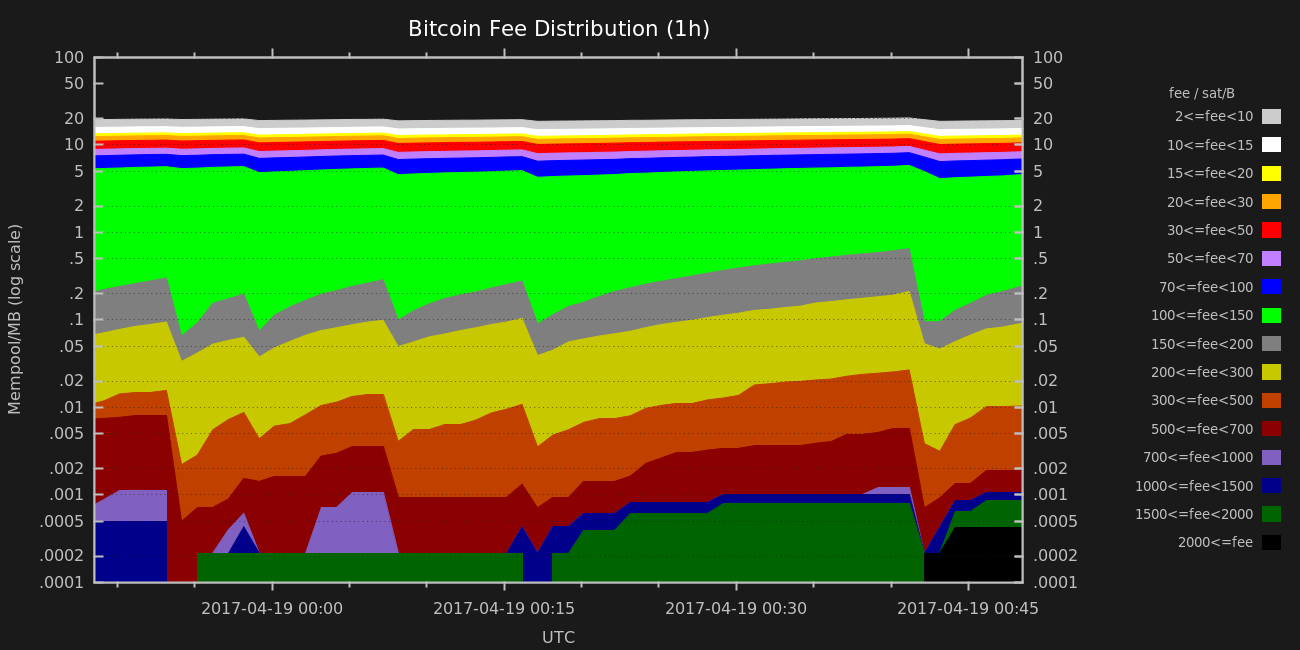 Bitcoin Fee Distribution (1h)
Mempool/MB (log scale)
100
50
20
10
5
2
1
.5
.2
.1
.05
.02
.01
.005
.002
.001
.0005
.0002
.0001
100
50
20
10
5
2
1
.5
.2
.1
.05
.02
.01
.005
.002
.001
.0005
.0002
.0001
2017-04-19 00:00 2017-04-19 00:15 2017-04-19 00:30 2017-04-19 00:45
UTC
fee / sat/B
2<=fee<10
10<=fee<15
15<=fee<20
20<=fee<30
30<=fee<50
50<=fee<70
70<=fee<100
100<=fee<150
150<=fee<200
200<=fee<300
300<=fee<500
500<=fee<700
700<=fee<1000
1000<=fee<1500
1500<=fee<2000
2000<=fee